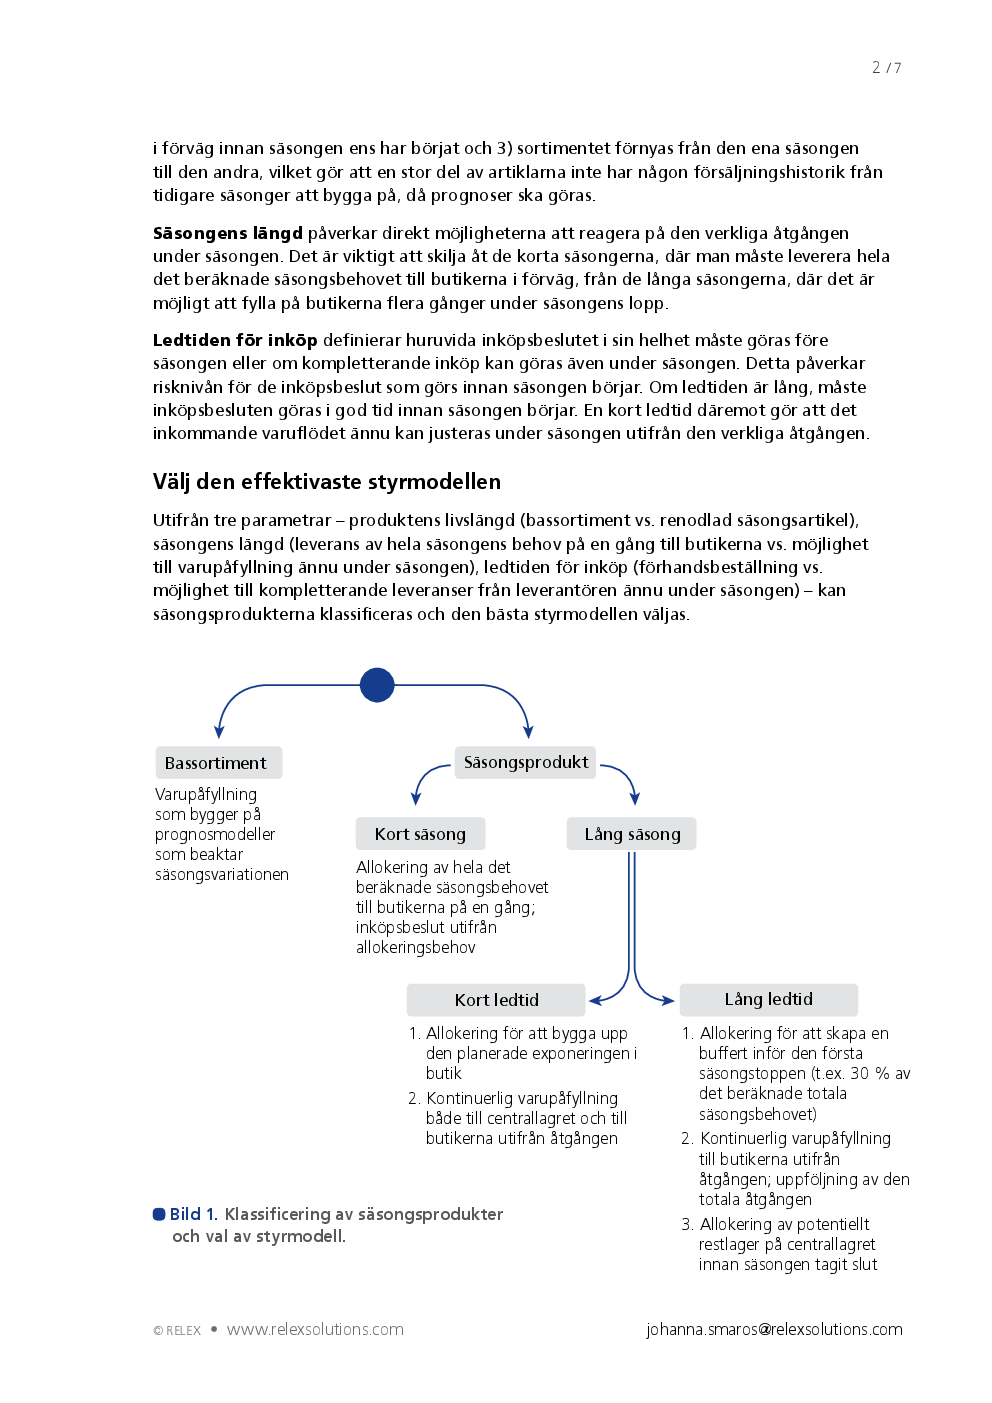 2 / 7
i förväg innan säsongen ens har börjat och 3) sortimentet förnyas från den ena säsongen
till den andra, vilket gör att en stor del av artiklarna inte har någon försäljningshistorik från
tidigare säsonger att bygga på, då prognoser ska göras.
Säsongens längd påverkar direkt möjligheterna att reagera på den verkliga åtgången
under säsongen. Det är viktigt att skilja åt de korta säsongerna, där man måste leverera hela
det beräknade säsongsbehovet till butikerna i förväg, från de långa säsongerna, där det är
möjligt att fylla på butikerna flera gånger under säsongens lopp.
Ledtiden för inköp definierar huruvida inköpsbeslutet i sin helhet måste göras före
säsongen eller om kompletterande inköp kan göras även under säsongen. Detta påverkar
risknivån för de inköpsbeslut som görs innan säsongen börjar. Om ledtiden är lång, måste
inköpsbesluten göras i god tid innan säsongen börjar. En kort ledtid däremot gör att det
inkommande varuflödet ännu kan justeras under säsongen utifrån den verkliga åtgången.
Välj den effektivaste styrmodellen
Utifrån tre parametrar – produktens livslängd (bassortiment vs. renodlad säsongsartikel),
säsongens längd (leverans av hela säsongens behov på en gång till butikerna vs. möjlighet
till varupåfyllning ännu under säsongen), ledtiden för inköp (förhandsbeställning vs.
möjlighet till kompletterande leveranser från leverantören ännu under säsongen) – kan
säsongsprodukterna klassificeras och den bästa styrmodellen väljas.
Bassortiment
Varupåfyllning
som bygger på
prognosmodeller
som beaktar
säsongsvariationen
Säsongsprodukt
Kort säsong
Allokering av hela det
beräknade säsongsbehovet
till butikerna på en gång;
inköpsbeslut utifrån
allokeringsbehov
Lång säsong
Kort ledtid
1. Allokering för att bygga upp
den planerade exponeringen i
butik
2. Kontinuerlig varupåfyllning
både till centrallagret och till
butikerna utifrån åtgången
Lång ledtid
1. Allokering för att skapa en
buffert inför den första
säsongstoppen (t.ex. 30 % av
det beräknade totala
säsongsbehovet)
2. Kontinuerlig varupåfyllning
till butikerna utifrån
åtgången; uppföljning av den
totala åtgången
3. Allokering av potentiellt
restlager på centrallagret
innan säsongen tagit slut
Bild 1. Klassificering av säsongsprodukter
och val av styrmodell.
© RELEX • www.relexsolutions.com
johanna.smaros@relexsolutions.com